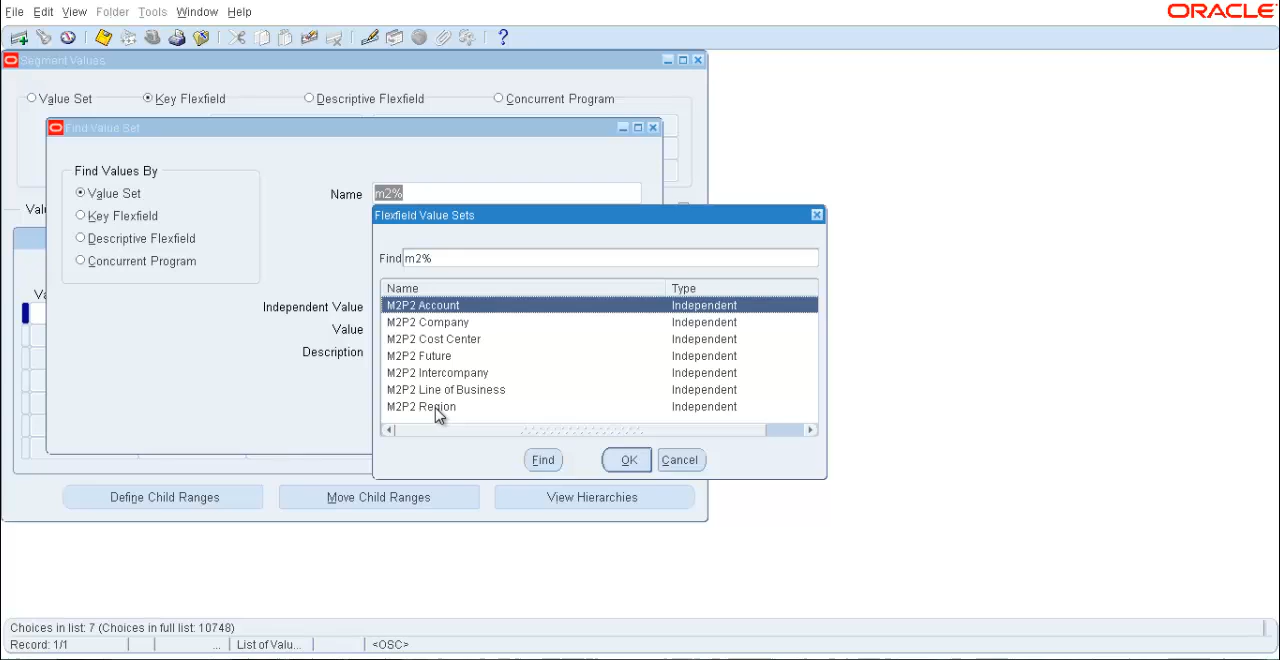 File Edit View Folder Tools Window Help
ORACLE
?
Segment Values
Value Set Key Flexfield Descriptive Flexfield Concurrent Program
Find Value Set
Find Values By
Value Set
Key Flexfield
Descriptive Flexfield
Concurrent Program
Name m2%
Independent Value
Value
Description
Flexfield Value Sets
Find m2%
Name Type
M2P2 Account Independent
M2P2 Company Independent
M2P2 Cost Center Independent
M2P2 Future Independent
M2P2 Intercompany Independent
M2P2 Line of Business Independent
M2P2 Region Independent
Find OK Cancel
Define Child Ranges Move Child Ranges View Hierarchies
Choices in list: 7 (Choices in full list: 10748)
Record: 1/1 ... List of Valu... <OSC>